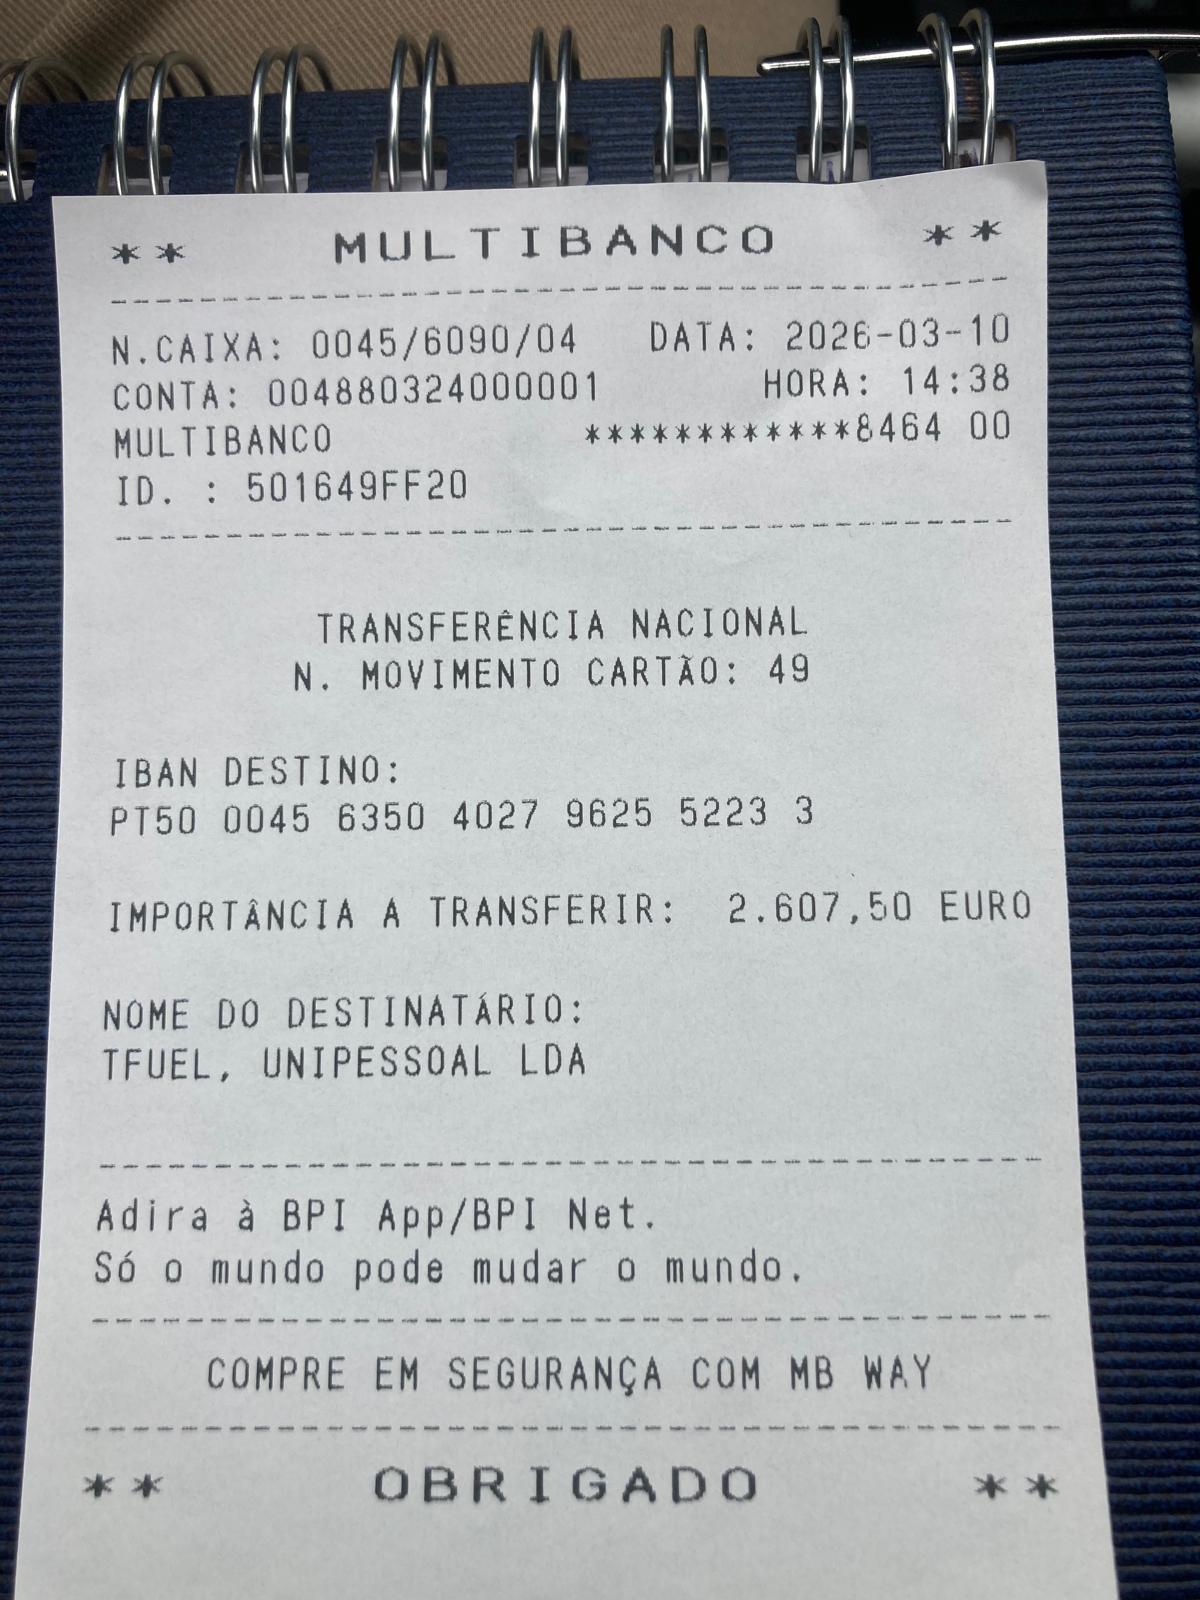 ** MULTIBANCO **
N.CAIXA: 0045/6090/04 DATA: 2026-03-10
CONTA: 004880324000001 HORA: 14:38
MULTIBANCO ************8464 00
ID. : 501649FF20
TRANSFERÊNCIA NACIONAL
N. MOVIMENTO CARTÃO: 49
IBAN DESTINO:
PT50 0045 6350 4027 9625 5223 3
IMPORTÂNCIA A TRANSFERIR: 2.607,50 EURO
NOME DO DESTINATÁRIO:
TFUEL, UNIPESSOAL LDA
Adira à BPI App/BPI Net.
Só o mundo pode mudar o mundo.
COMPRE EM SEGURANÇA COM MB WAY
** OBRIGADO **